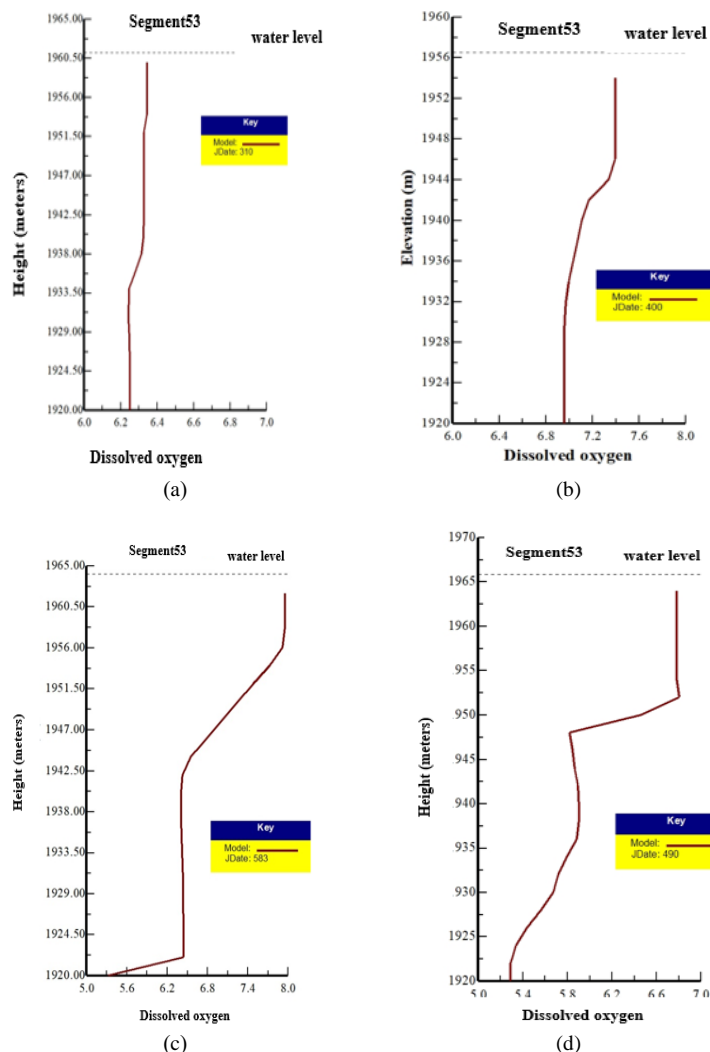 Segment53
water level
1965.00
1960.50
1956.00
1951.50
1947.00
1942.50
1938.00
1933.50
1929.00
1924.50
1920.00
Height (meters)
Key
Model:
JDate: 310
6.0 6.2 6.4 6.6 6.8 7.0
Dissolved oxygen
(a)
Segment53
water level
1960
1956
1952
1948
1944
1940
1936
1932
1928
1924
1920
Elevation (m)
Key
Model:
JDate: 400
6.0 6.4 6.8 7.2 7.6 8.0
Dissolved oxygen
(b)
Segment53
water level
1965.00
1960.50
1956.00
1951.50
1947.00
1942.50
1938.00
1933.50
1929.00
1924.50
1920.00
Height (meters)
Key
Model:
JDate: 583
5.0 5.6 6.2 6.8 7.4 8.0
Dissolved oxygen
(c)
Segment53
water level
1970
1965
1960
955
950
945
940
935
930
1925
1920
Height (meters)
Key
Model:
JDate: 490
5.0 5.4 5.8 6.2 6.6 7.0
Dissolved oxygen
(d)